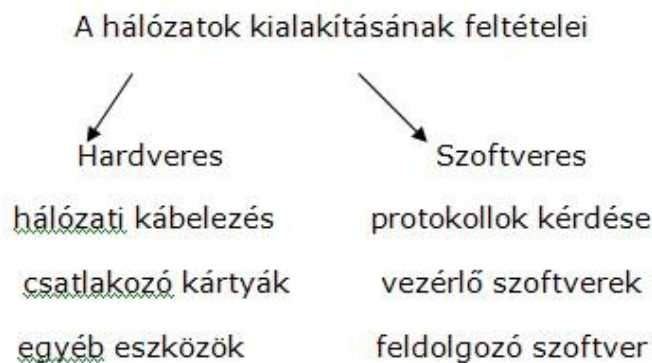 A hálózatok kialakításának feltételei
Hardveres
hálózati kábelezés
csatlakozó kártyák
egyéb eszközök
Szoftveres
protokollok kérdése
vezérlő szoftverek
feldolgozó szoftver